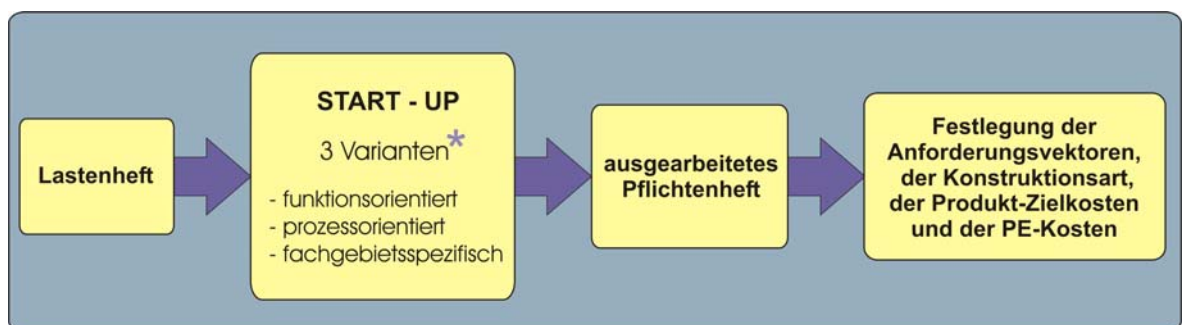 Lastenheft
START - UP
3 Varianten*
- funktionsorientiert
- prozessorientiert
- fachgebietsspezifisch
ausgearbeitetes
Pflichtenheft
Festlegung der
Anforderungsvektoren,
der Konstruktionsart,
der Produkt-Zielkosten
und der PE-Kosten